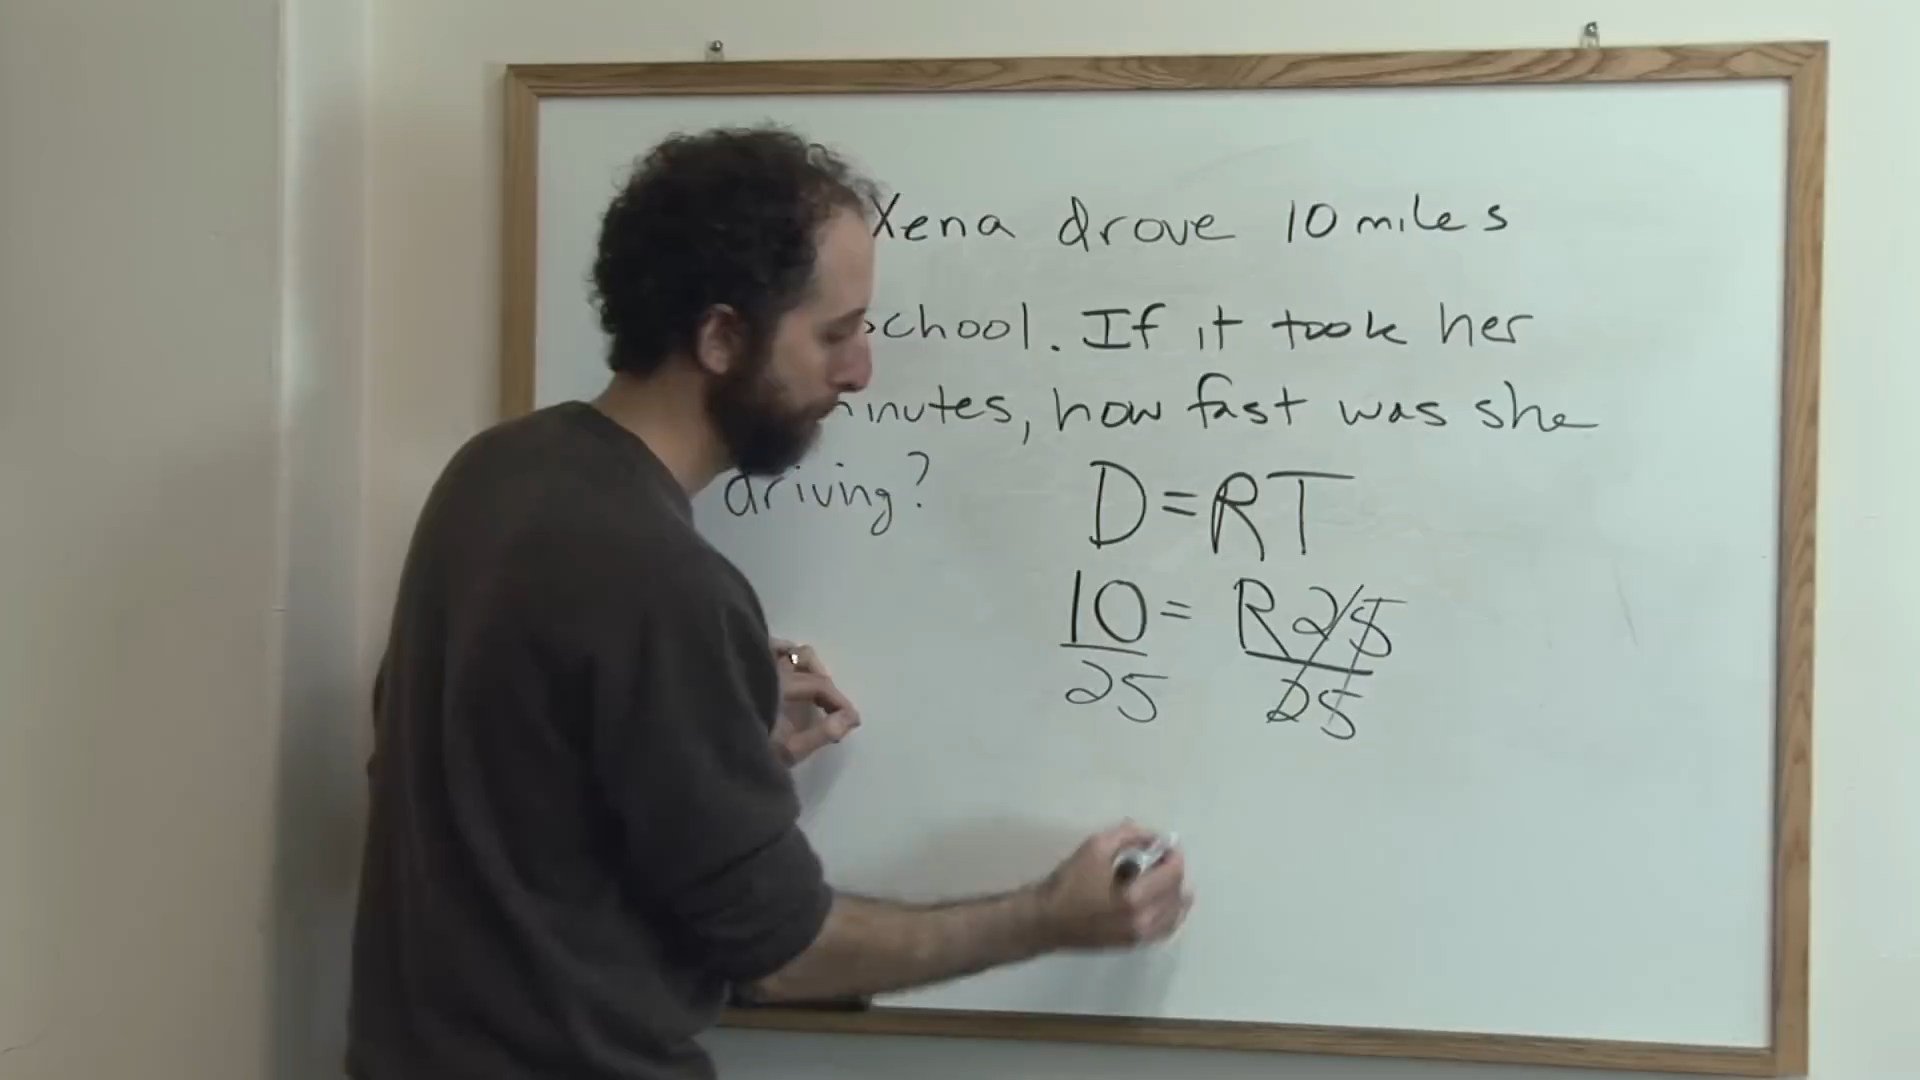 Xena drove 10 miles
school. If it took her
minutes, how fast was she
driving?
D=RT
10 = R25
25 25